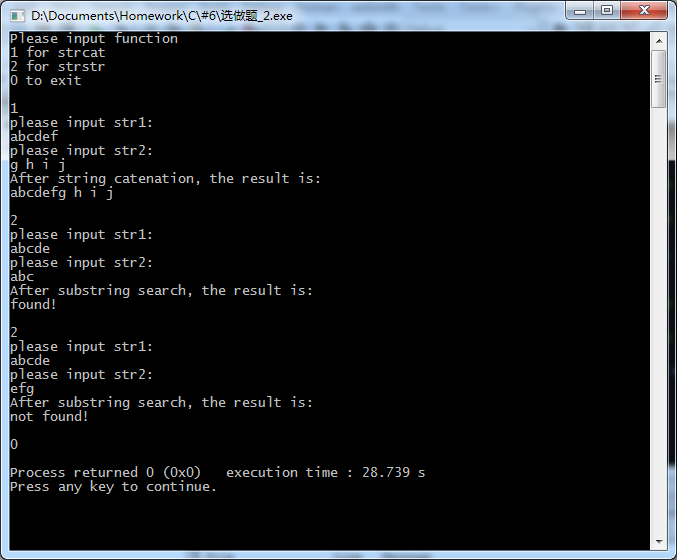 D:\Documents\Homework\C\#6\选做题_2.exe
Please input function
1 for strcat
2 for strstr
0 to exit
1
please input str1:
abcdef
please input str2:
g h i j
After string catenation, the result is:
abcdefg h i j
2
please input str1:
abcde
please input str2:
abc
After substring search, the result is:
found!
2
please input str1:
abcde
please input str2:
efg
After substring search, the result is:
not found!
0
Process returned 0 (0x0)   execution time : 28.739 s
Press any key to continue.